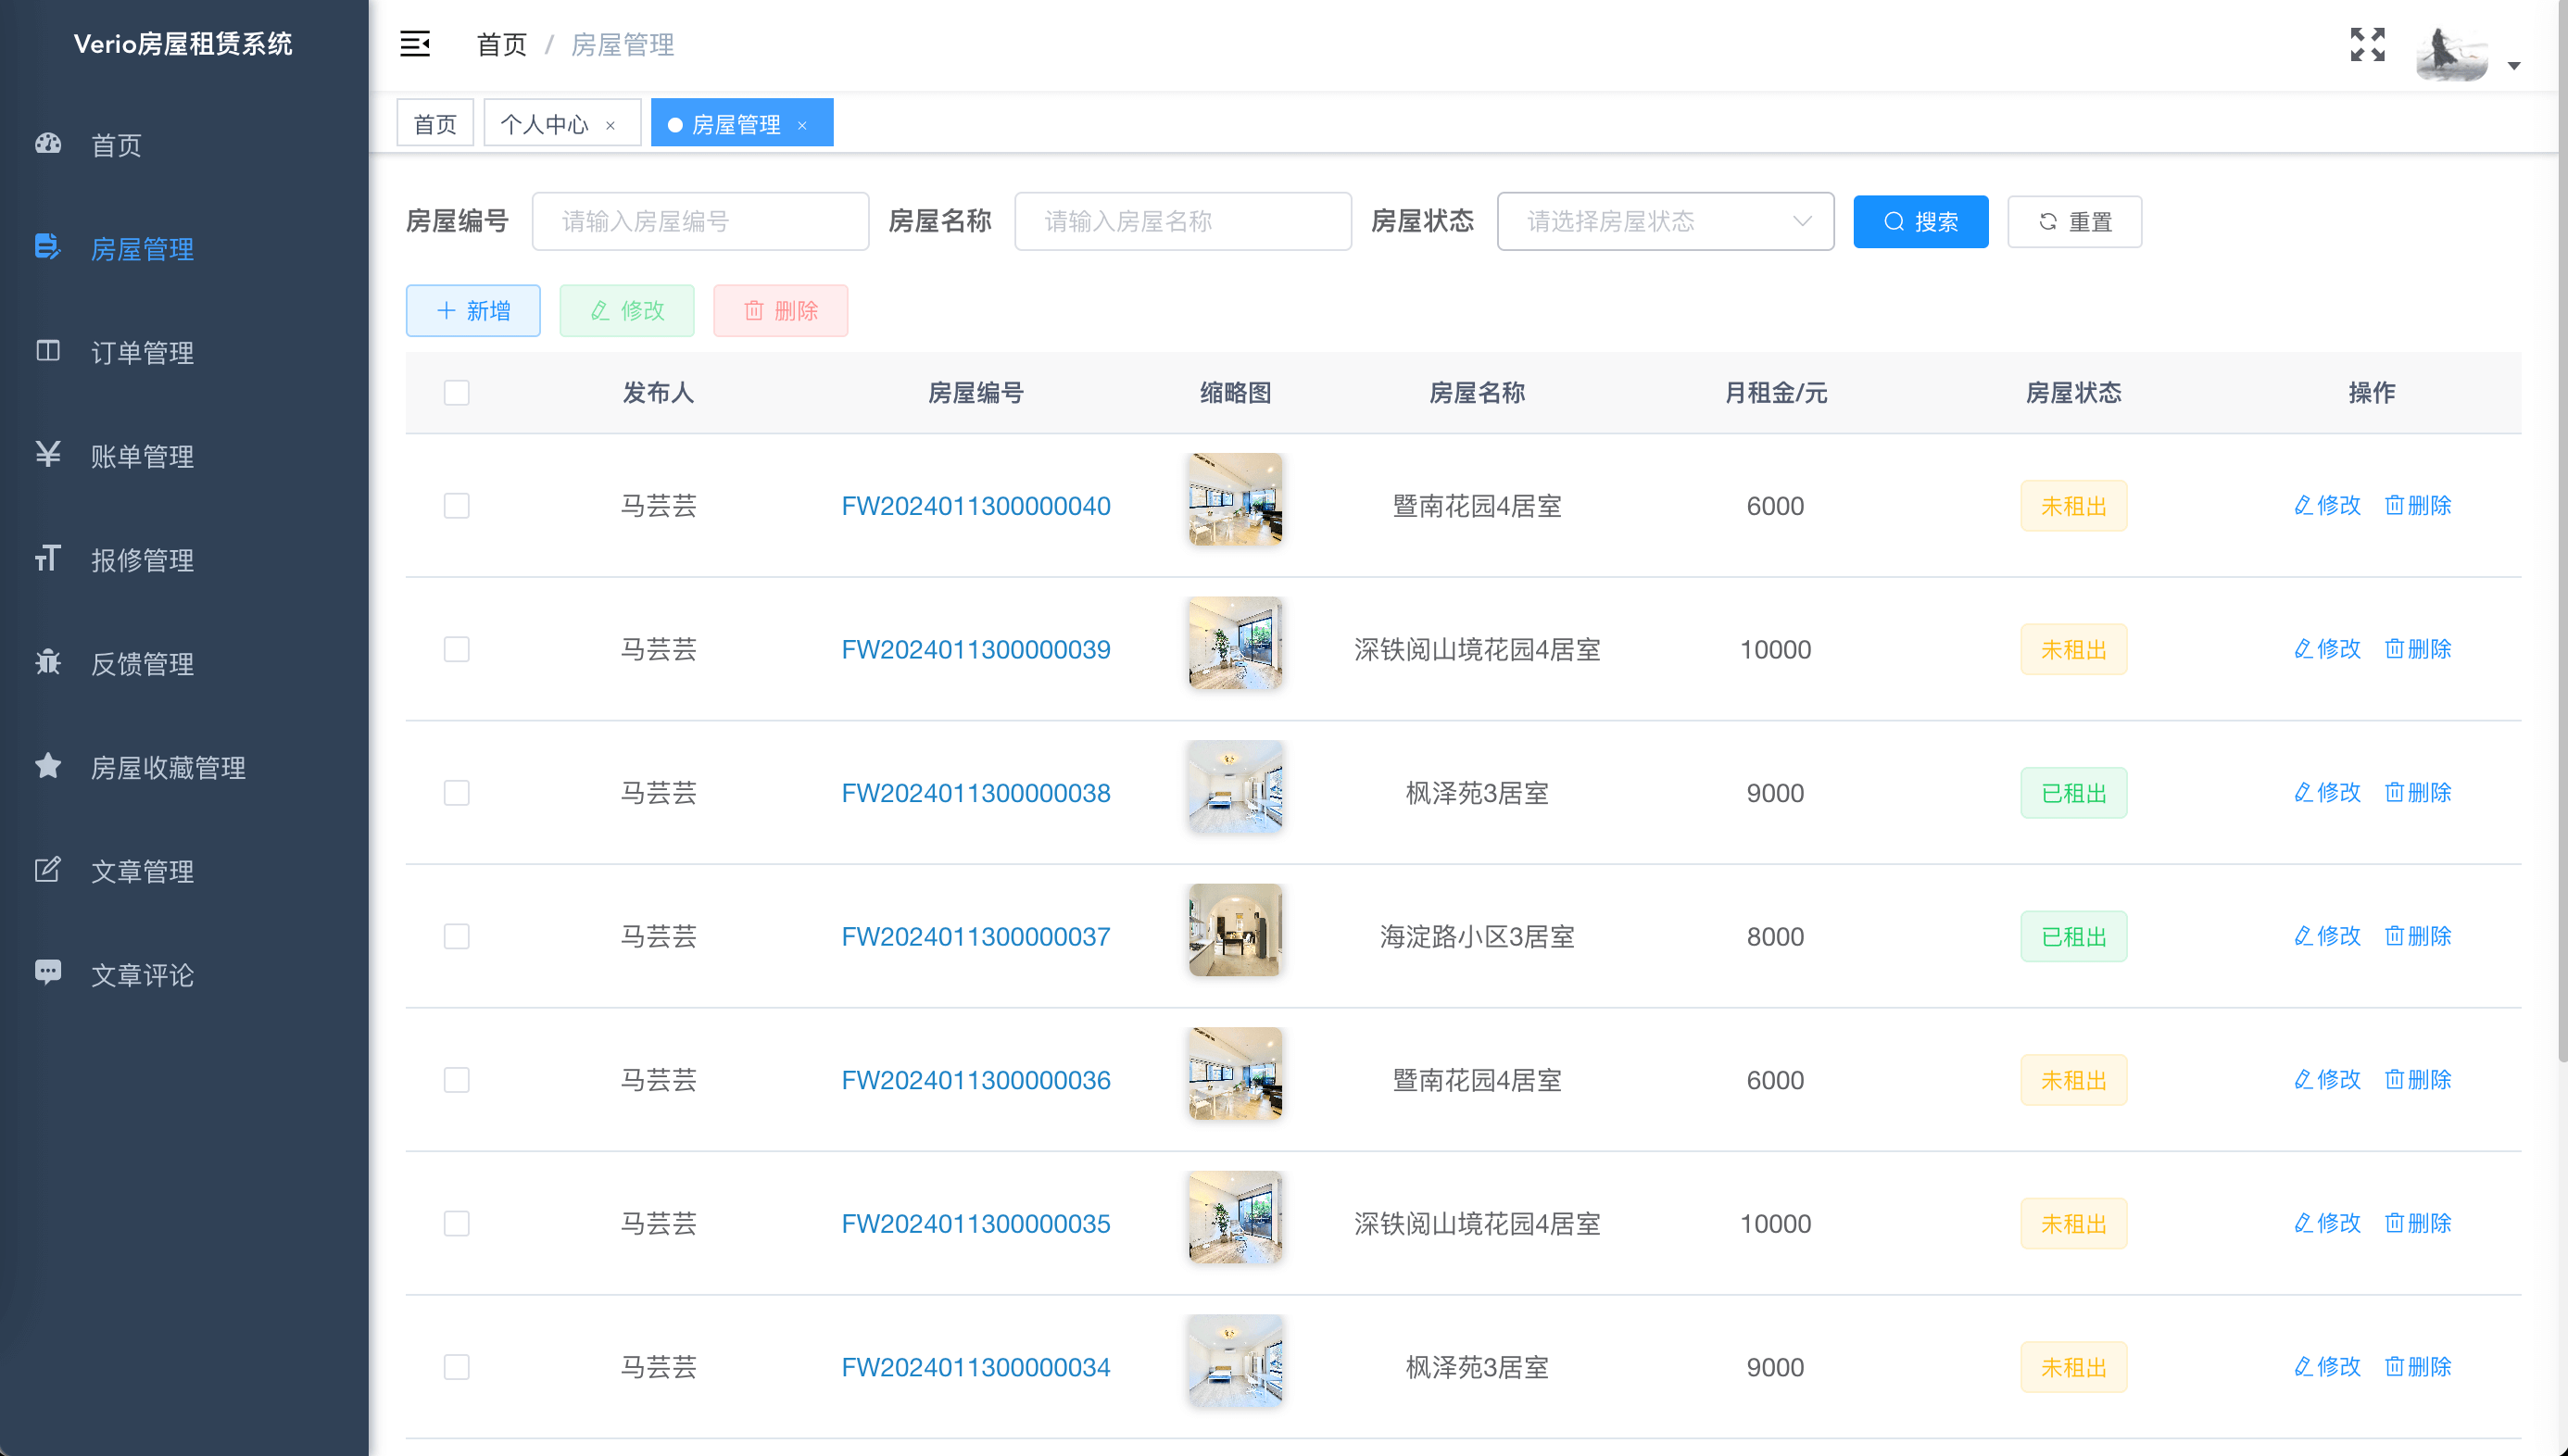 Verio房屋租赁系统
首页
房屋管理
订单管理
账单管理
报修管理
反馈管理
房屋收藏管理
文章管理
文章评论
首页 / 房屋管理
首页 个人中心 × 房屋管理 ×
房屋编号 请输入房屋编号 房屋名称 请输入房屋名称 房屋状态 请选择房屋状态 搜索 重置
新增 修改 删除
发布人 房屋编号 缩略图 房屋名称 月租金/元 房屋状态 操作
马芸芸 FW2024011300000040 暨南花园4居室 6000 未租出 修改 删除
马芸芸 FW2024011300000039 深铁阅山境花园4居室 10000 未租出 修改 删除
马芸芸 FW2024011300000038 枫泽苑3居室 9000 已租出 修改 删除
马芸芸 FW2024011300000037 海淀路小区3居室 8000 已租出 修改 删除
马芸芸 FW2024011300000036 暨南花园4居室 6000 未租出 修改 删除
马芸芸 FW2024011300000035 深铁阅山境花园4居室 10000 未租出 修改 删除
马芸芸 FW2024011300000034 枫泽苑3居室 9000 未租出 修改 删除